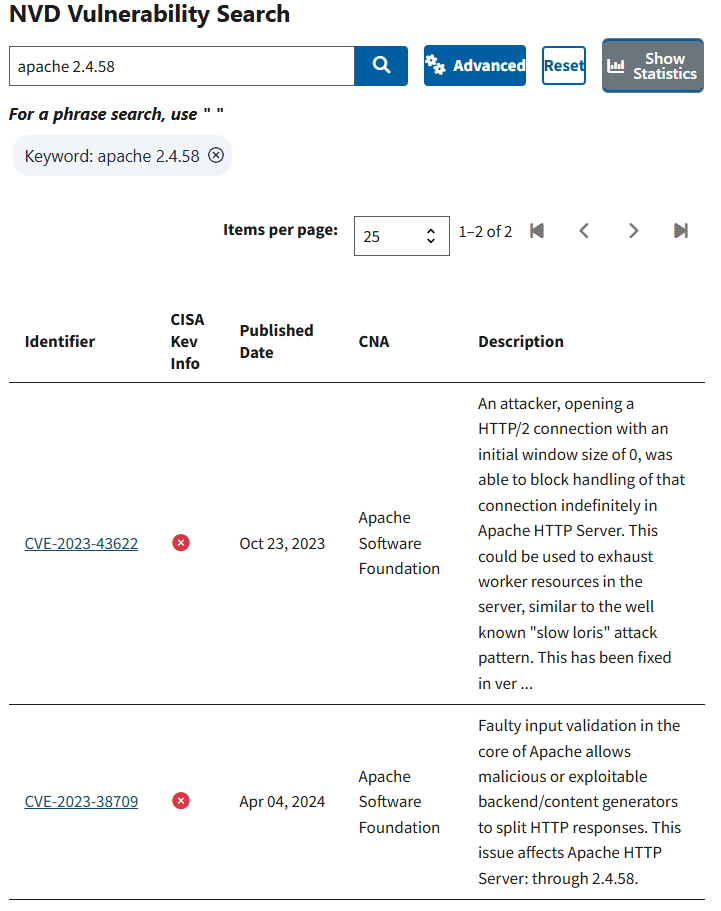 NVD Vulnerability Search
apache 2.4.58
Advanced
Reset
Show
Statistics
For a phrase search, use " "
Keyword: apache 2.4.58
Items per page:
25
1–2 of 2
Identifier
CISA
Kev
Info
Published
Date
CNA
Description
CVE-2023-43622
Oct 23, 2023
Apache
Software
Foundation
An attacker, opening a
HTTP/2 connection with an
initial window size of 0, was
able to block handling of that
connection indefinitely in
Apache HTTP Server. This
could be used to exhaust
worker resources in the
server, similar to the well
known "slow loris" attack
pattern. This has been fixed
in ver ...
CVE-2023-38709
Apr 04, 2024
Apache
Software
Foundation
Faulty input validation in the
core of Apache allows
malicious or exploitable
backend/content generators
to split HTTP responses. This
issue affects Apache HTTP
Server: through 2.4.58.